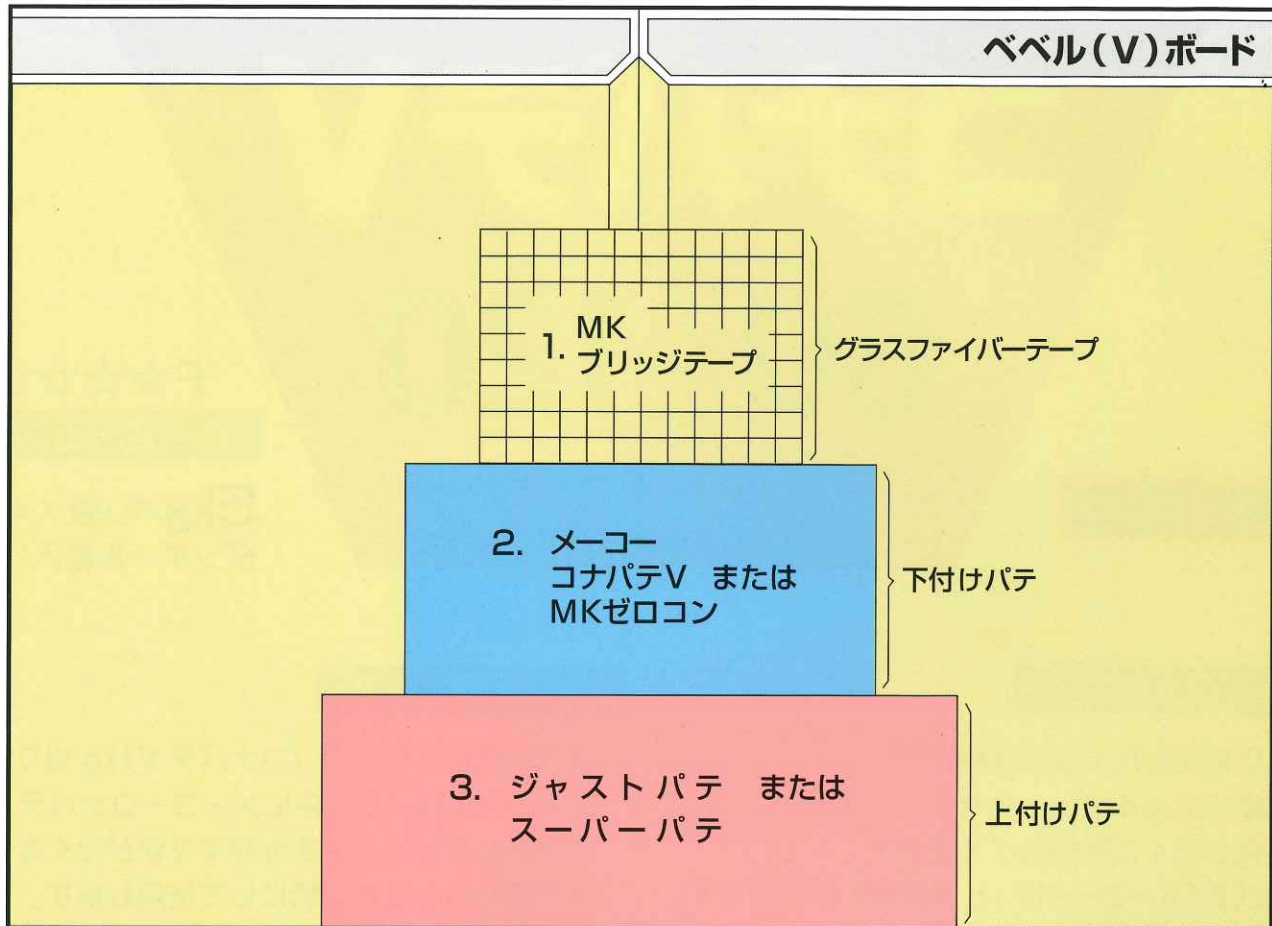 ベベル(V)ボード
1. MK
ブリッジテープ
グラスファイバーテープ
2. メーコー
コナパテV または
MKゼロコン
下付けパテ
3. ジャストパテ または
スーパーパテ
上付けパテ